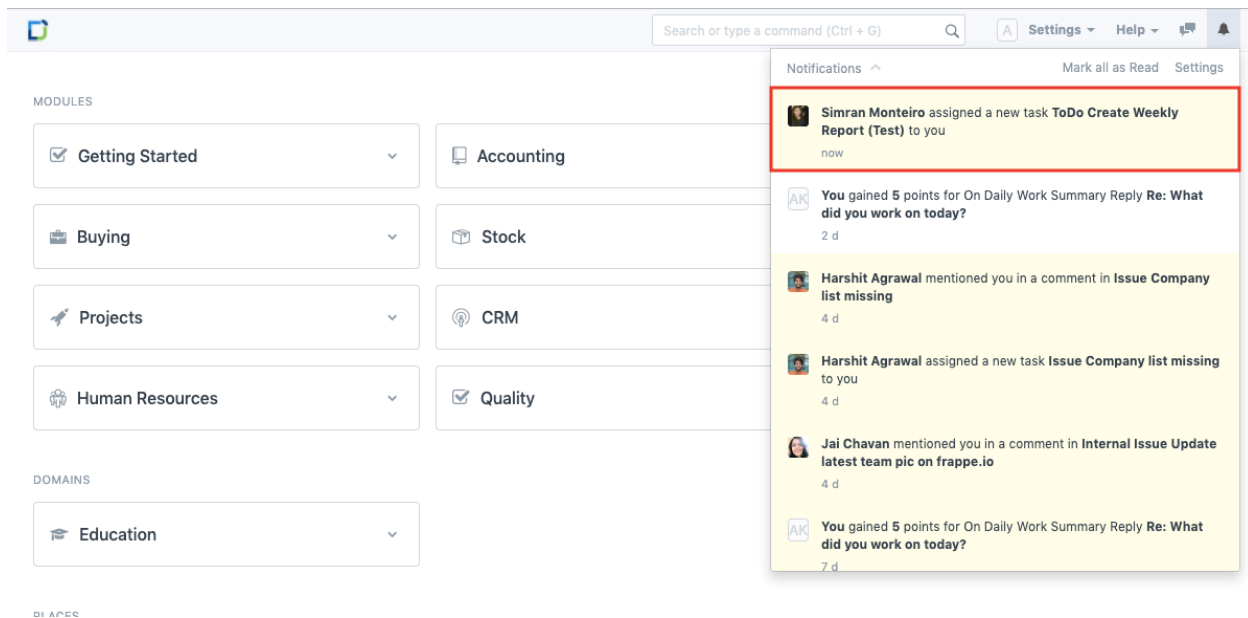 Search or type a command (Ctrl + G)
A
Settings
Help
Notifications
Mark all as Read
Settings
MODULES
Getting Started
Accounting
Buying
Stock
Projects
CRM
Human Resources
Quality
DOMAINS
Education
PLACES
Simran Monteiro assigned a new task ToDo Create Weekly
Report (Test) to you
now
AK
You gained 5 points for On Daily Work Summary Reply Re: What
did you work on today?
2 d
Harshit Agrawal mentioned you in a comment in Issue Company
list missing
4 d
Harshit Agrawal assigned a new task Issue Company list missing
to you
4 d
Jai Chavan mentioned you in a comment in Internal Issue Update
latest team pic on frappe.io
4 d
AK
You gained 5 points for On Daily Work Summary Reply Re: What
did you work on today?
7 d